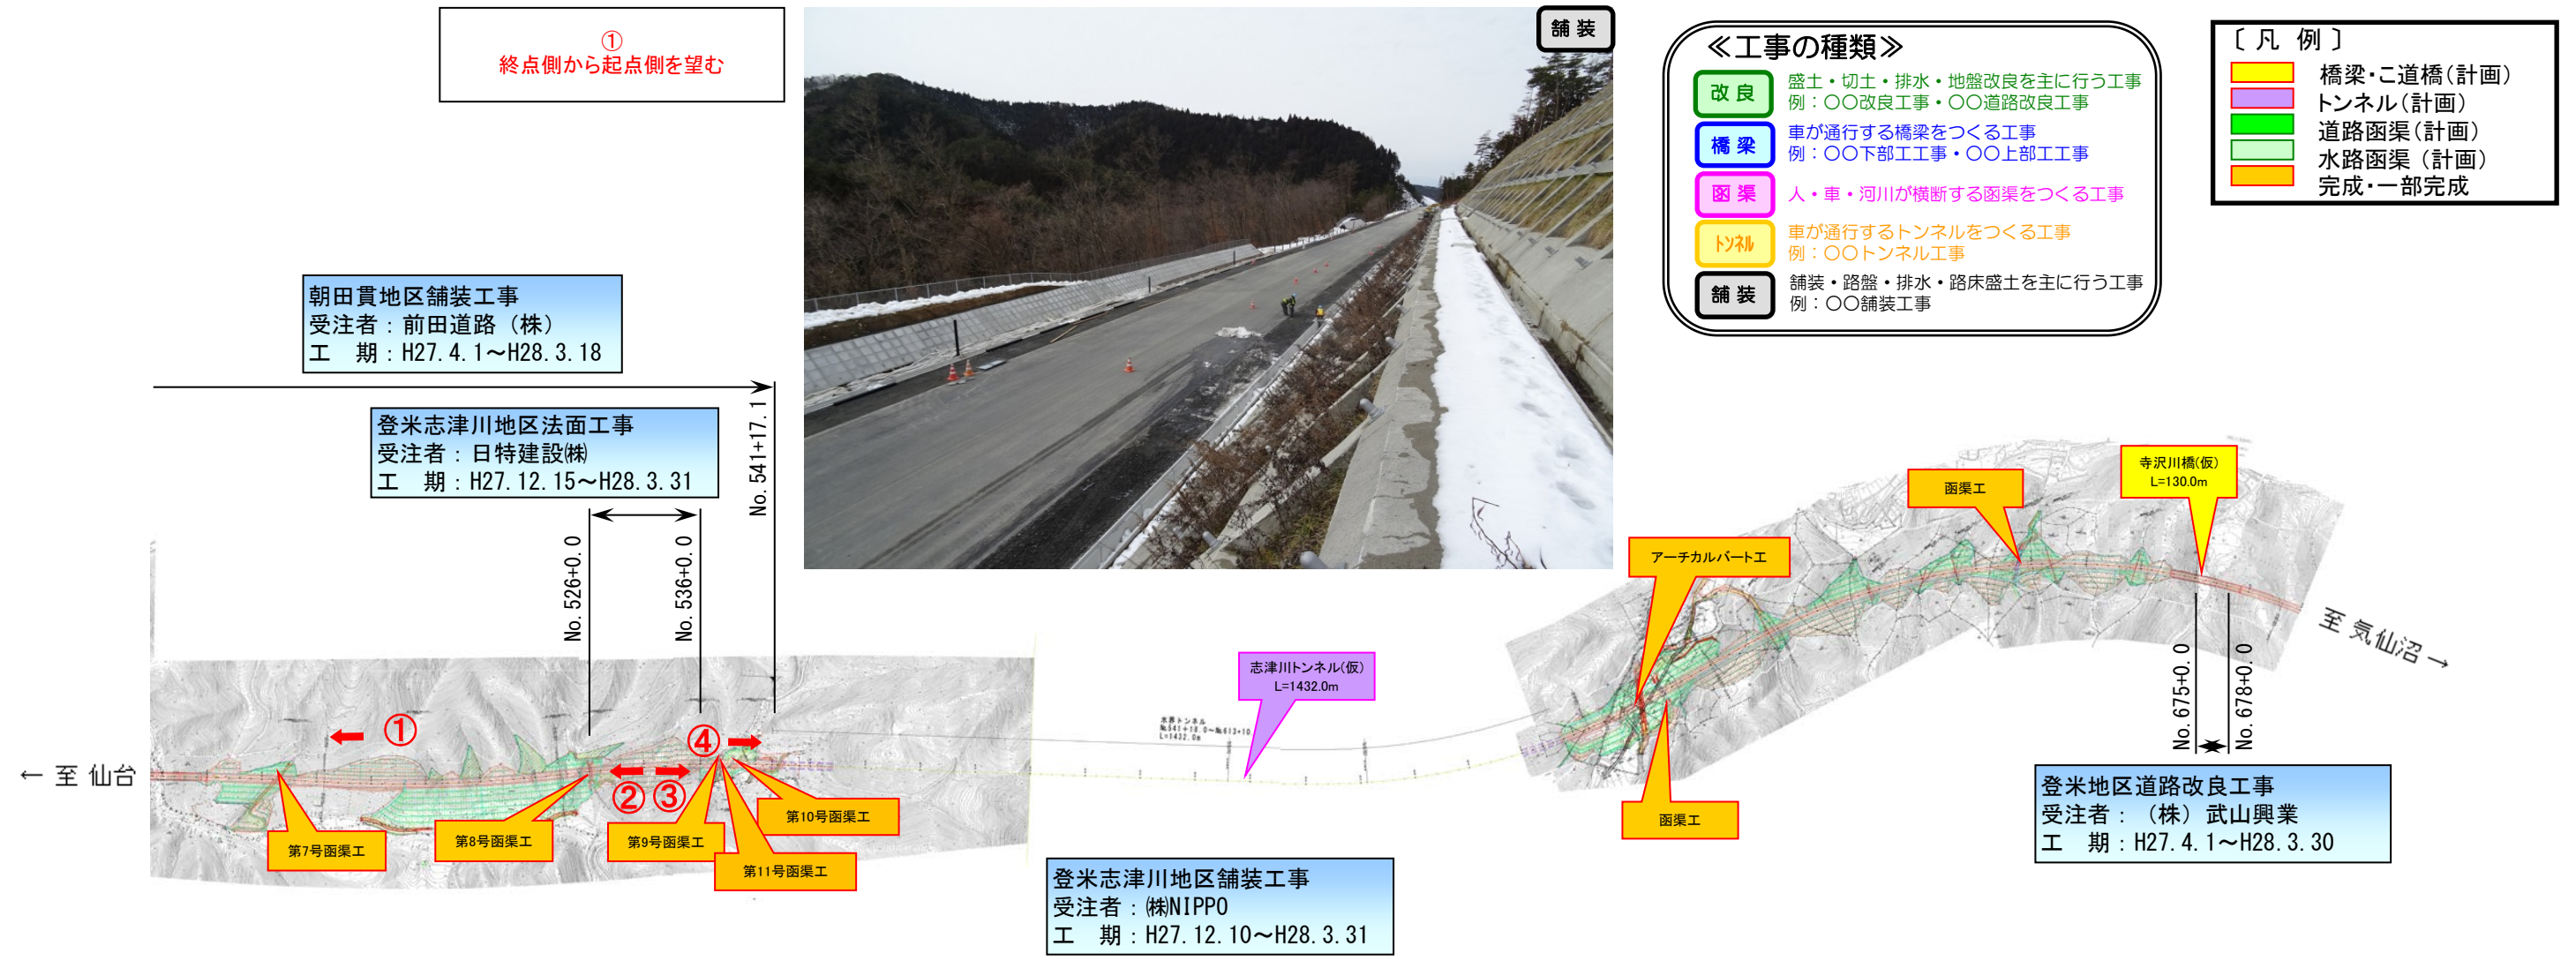 ①
終点側から起点側を望む
舗 装
≪工事の種類≫
改 良
盛土・切土・排水・地盤改良を主に行う工事
例：〇〇改良工事・〇〇道路改良工事
橋 梁
車が通行する橋梁をつくる工事
例：〇〇下部工工事・〇〇上部工工事
函 渠
人・車・河川が横断する函渠をつくる工事
トンネル
車が通行するトンネルをつくる工事
例：〇〇トンネル工事
舗 装
舗装・路盤・排水・路床盛土を主に行う工事
例：〇〇舗装工事
〔 凡 例 〕
橋梁・こ道橋(計画)
トンネル(計画)
道路函渠(計画)
水路函渠 (計画)
完成・一部完成
朝田貫地区舗装工事
受注者：前田道路（株）
工　期：H27.4.1～H28.3.18
登米志津川地区法面工事
受注者：日特建設㈱
工　期：H27.12.15～H28.3.31
No.541+17.1
No.526+0.0
No.536+0.0
← 至 仙台
①
②
③
④
第7号函渠工
第8号函渠工
第9号函渠工
第10号函渠工
第11号函渠工
志津川トンネル(仮)
L=1432.0m
水界トンネル
№541+18.0～№613+10
L=1432.0m
登米志津川地区舗装工事
受注者：㈱NIPPO
工　期：H27.12.10～H28.3.31
アーチカルバート工
函渠工
函渠工
寺沢川橋(仮)
L=130.0m
至 気仙沼 →
No.675+0.0
No.678+0.0
登米地区道路改良工事
受注者：（株）武山興業
工　期：H27.4.1～H28.3.30